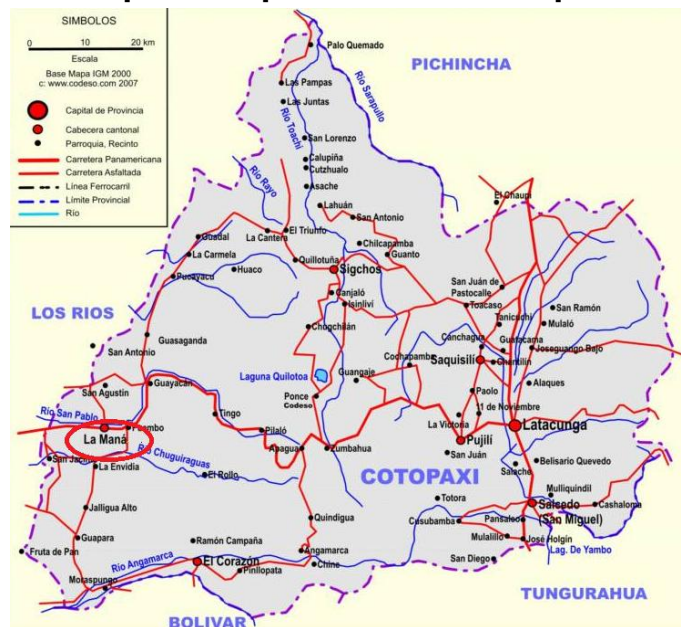 SIMBOLOS
0 10 20 km
Escala
Base Mapa IGM 2000
c: www.codeso.com 2007
Capital de Provincia
Cabecera cantonal
Parroquia, Recinto
Carretera Panamericana
Carretera Asfaltada
Línea Ferrocarril
Límite Provincial
Río
Palo Quemado
PICHINCHA
Río Sarapullo
Las Pampas
Las Juntas
Río Toachi
San Lorenzo
Calupiña
Cutzhualo
Río Rayo
Asache
El Chaupi
Lahuán
San Antonio
Guadal
La Cantera
El Triunfo
Chilcapamba
Guanto
La Carmela
Huaco
Quillotuña
Sigchos
Pucayacu
San Juan de
Pastocalle
Canjaló
Isinliví
Toacaso
San Ramón
LOS RIOS
Tanicuchi
Mulaló
Chogchilán
Guasaganda
Canchagua
Guaracama
San Antonio
Cochapamba
Saquisilí
Chantilín
Joseguango Bajo
Laguna Quilotoa
Guangaje
San Agustín
Guayacán
Alaques
Ponce
Codeso
Paolo
Río San Pablo
Tingo
11 de Noviembre
La Victoria
Latacunga
La Maná
Pilaló
Pujilí
Río Chuguiraguas
Apagua
Zumbahua
San Juán
San Jacinto
La Envidia
El Rollo
COTOPAXI
Salache
Belisario Quevedo
Mulliquindil
Totora
Salcedo
(San Miguel)
Cashaloma
Jalligua Alto
Quindigua
Cusubamba
Pansaleo
Guapara
Ramón Campaña
Mulalillo
José Holgín
Fruta de Pan
Angamarca
Lag. De Yambo
Río Angamarca
El Corazón
Chine
San Diego
Moraspungo
Pinllopata
TUNGURAHUA
BOLIVAR